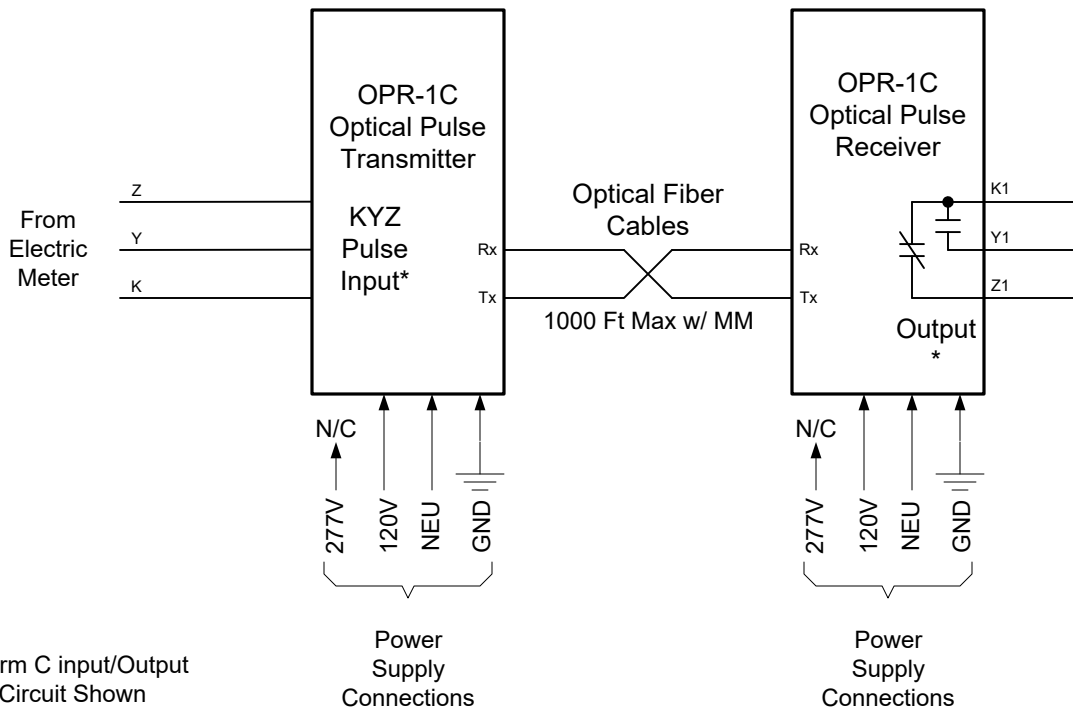 OPR-1C
Optical Pulse
Transmitter
KYZ
Pulse
Input*
From
Electric
Meter
Z
Y
K
Rx
Tx
Optical Fiber
Cables
1000 Ft Max w/ MM
OPR-1C
Optical Pulse
Receiver
Rx
Tx
K1
Y1
Z1
Output
*
N/C
277V
120V
NEU
GND
Power
Supply
Connections
N/C
277V
120V
NEU
GND
Power
Supply
Connections
rm C input/Output
Circuit Shown